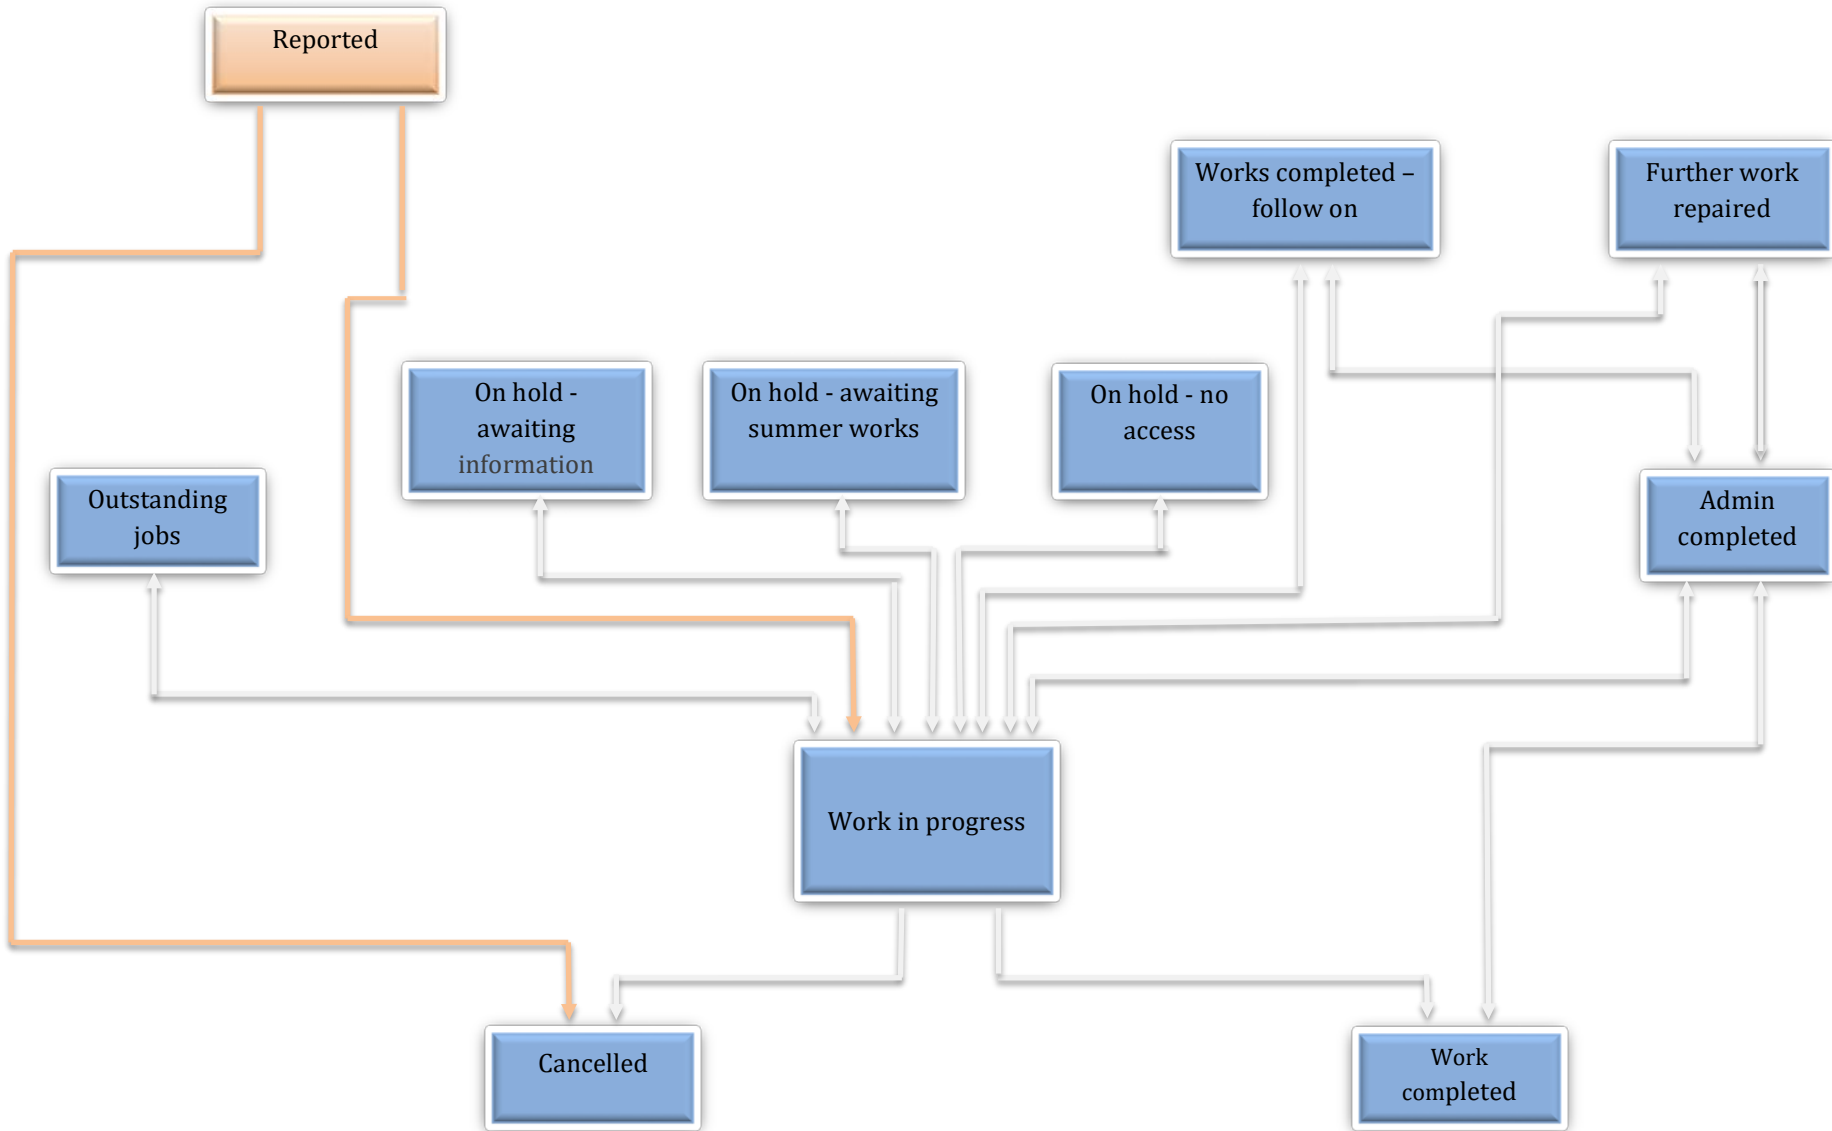 Reported
Works completed –
follow on
Further work
repaired
On hold -
awaiting
information
On hold - awaiting
summer works
On hold - no
access
Outstanding
jobs
Admin
completed
Work in progress
Cancelled
Work
completed